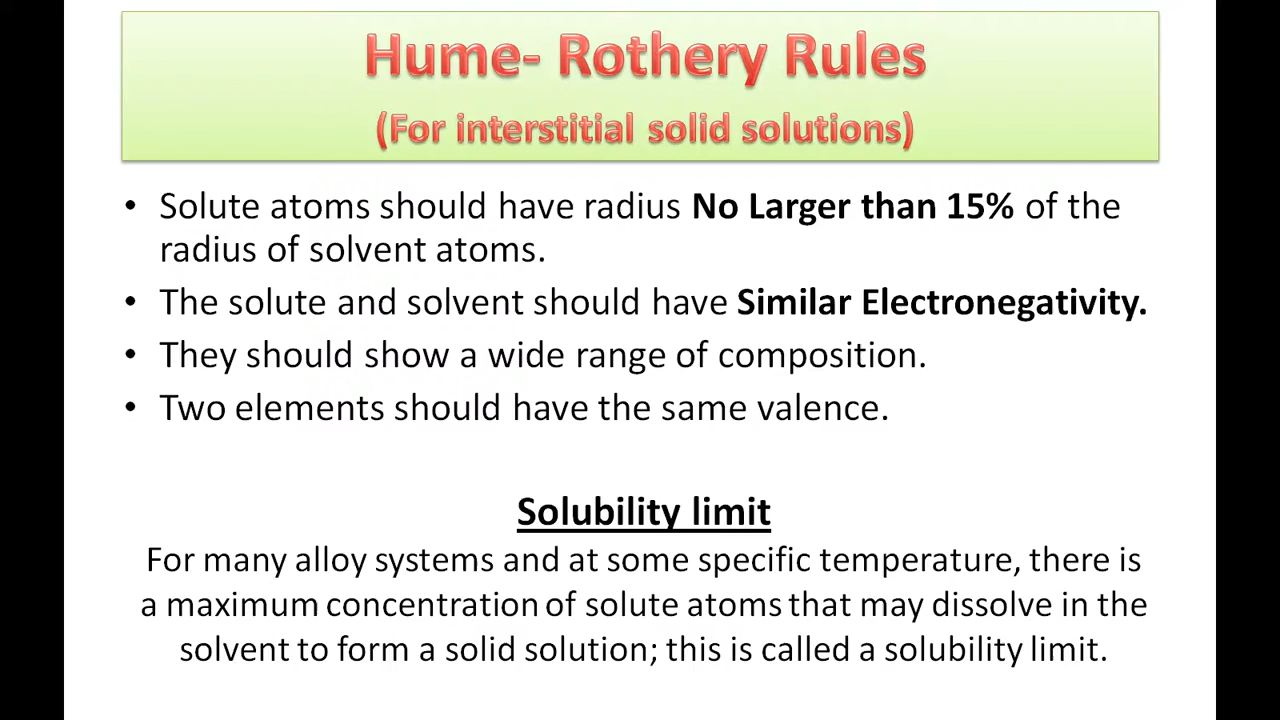 Hume- Rothery Rules
(For interstitial solid solutions)
• Solute atoms should have radius No Larger than 15% of the
radius of solvent atoms.
• The solute and solvent should have Similar Electronegativity.
• They should show a wide range of composition.
• Two elements should have the same valence.
Solubility limit
For many alloy systems and at some specific temperature, there is
a maximum concentration of solute atoms that may dissolve in the
solvent to form a solid solution; this is called a solubility limit.